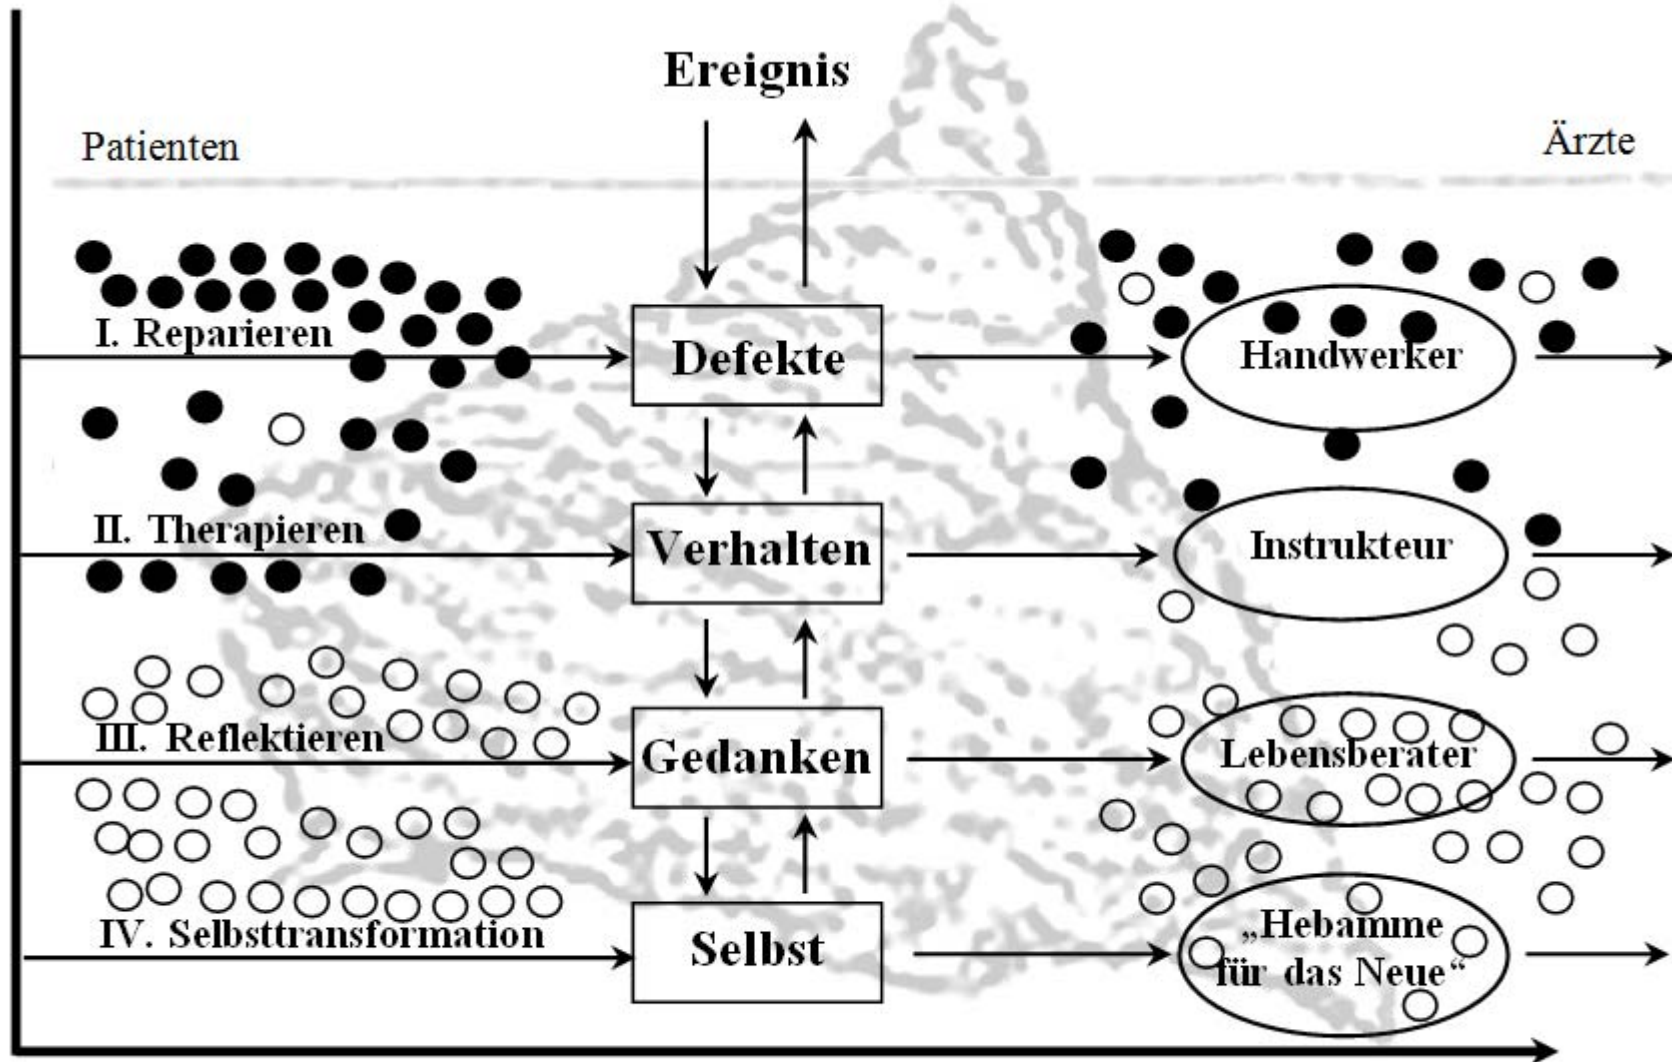 Ereignis
Patienten
Ärzte
I. Reparieren
Defekte
Handwerker
II. Therapieren
Verhalten
Instrukteur
III. Reflektieren
Gedanken
Lebensberater
IV. Selbsttransformation
Selbst
„Hebamme
für das Neue“